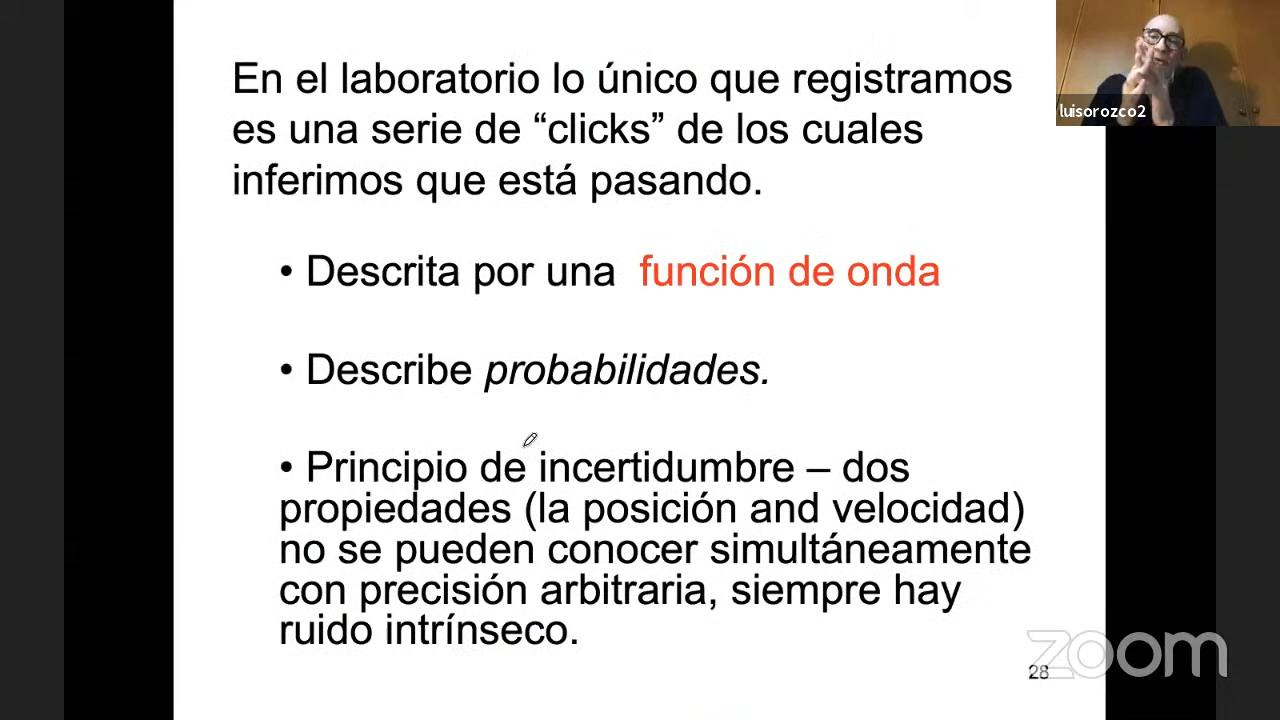 En el laboratorio lo único que registramos
es una serie de “clicks” de los cuales
inferimos que está pasando.
• Descrita por una función de onda
• Describe probabilidades.
• Principio de incertidumbre – dos
propiedades (la posición and velocidad)
no se pueden conocer simultáneamente
con precisión arbitraria, siempre hay
ruido intrínseco.
28
luisorozco2
zoom